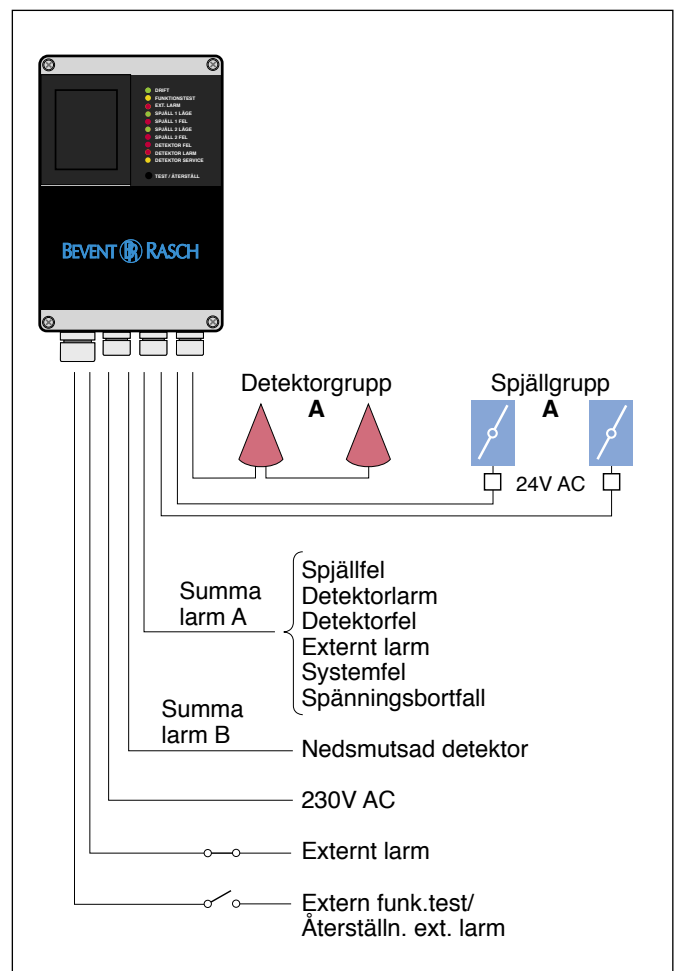 DRIFT
FUNKTIONSTEST
EXT. LARM
SPJÄLL 1 LÄGE
SPJÄLL 1 FEL
SPJÄLL 2 LÄGE
SPJÄLL 2 FEL
DETEKTOR FEL
DETEKTOR LARM
DETEKTOR SERVICE
TEST / ÅTERSTÄLL
BEVENT BR RASCH
Detektorgrupp
A
Spjällgrupp
A
24V AC
Summa
larm A
Spjällfel
Detektorlarm
Detektorfel
Externt larm
Systemfel
Spänningsbortfall
Summa
larm B
Nedsmutsad detektor
230V AC
Externt larm
Extern funk.test/
Återställn. ext. larm